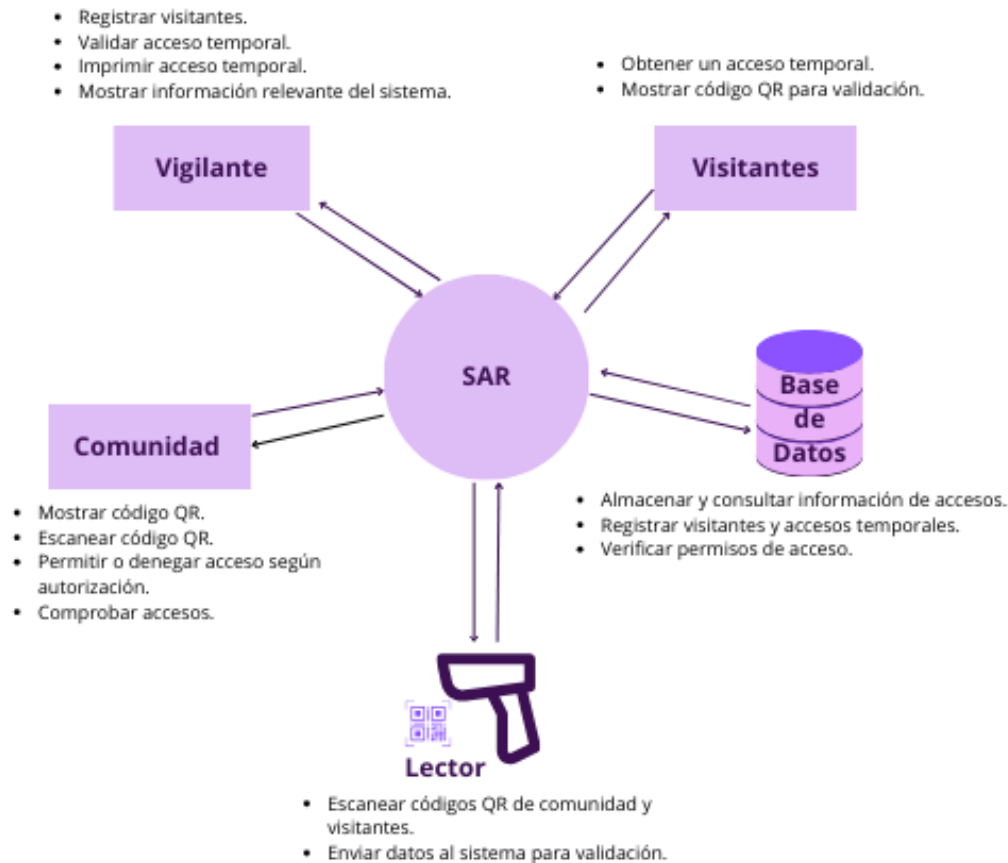 • Registrar visitantes.
• Validar acceso temporal.
• Imprimir acceso temporal.
• Mostrar información relevante del sistema.
• Obtener un acceso temporal.
• Mostrar código QR para validación.
Vigilante
Visitantes
SAR
Base
de
Datos
Comunidad
• Mostrar código QR.
• Escanear código QR.
• Permitir o denegar acceso según
autorización.
• Comprobar accesos.
• Almacenar y consultar información de accesos.
• Registrar visitantes y accesos temporales.
• Verificar permisos de acceso.
Lector
• Escanear códigos QR de comunidad y
visitantes.
• Enviar datos al sistema para validación.